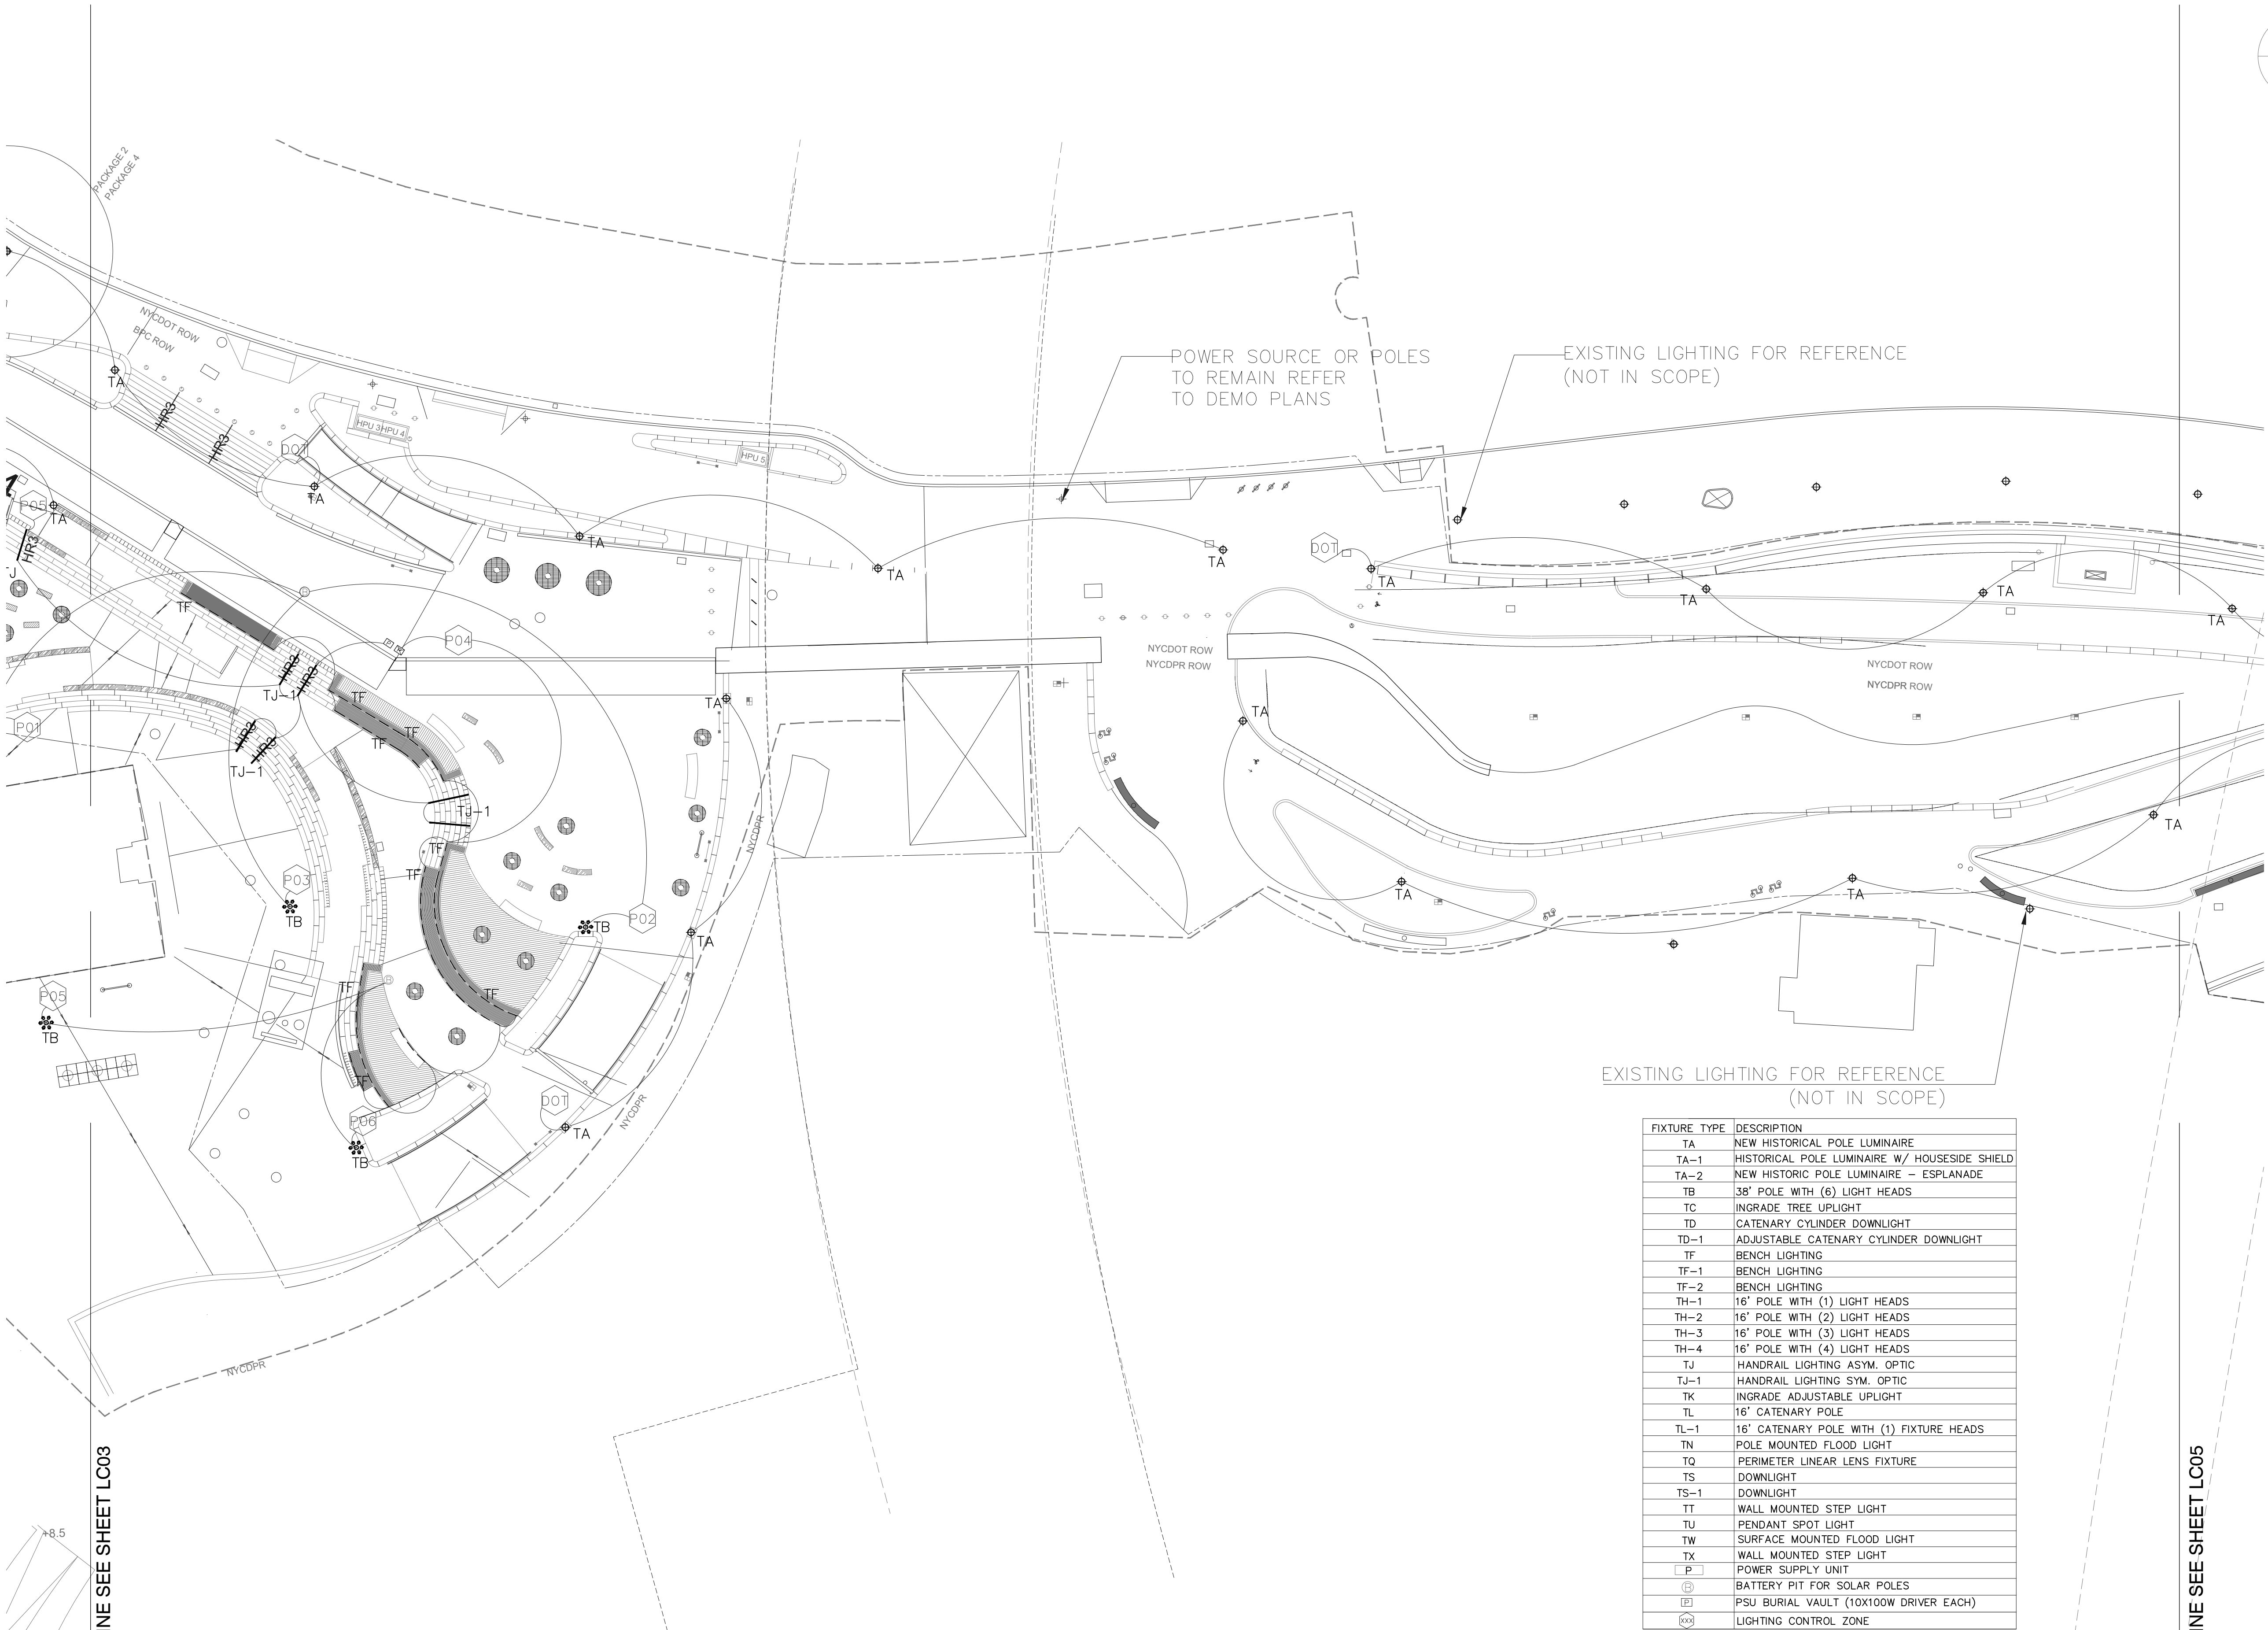 PACKAGE 2
PACKAGE 4
NYCDOT ROW
BPC ROW
TA
HR3
HR3
DOT
TA
HPU 3
HPU 4
HPU 5
POWER SOURCE OR POLES
TO REMAIN REFER
TO DEMO PLANS
EXISTING LIGHTING FOR REFERENCE
(NOT IN SCOPE)
P05
TA
HR3
TJ
TA
TA
TA
DOT
TA
TA
TA
TA
TF
P04
HR3
HR3
TJ-1
TF
TF
TF
NYCDOT ROW
NYCDPR ROW
NYCDOT ROW
NYCDPR ROW
P01
HR3
HR3
TJ-1
TA
TA
TJ-1
NYCDPR
TF
TF
P03
TB
TB
P02
TA
TA
TA
TA
TF
TF
P05
TB
TF
P06
TB
DOT
TA
NYCDPR
NYCDPR
EXISTING LIGHTING FOR REFERENCE
(NOT IN SCOPE)
FIXTURE TYPE DESCRIPTION
TA NEW HISTORICAL POLE LUMINAIRE
TA-1 HISTORICAL POLE LUMINAIRE W/ HOUSESIDE SHIELD
TA-2 NEW HISTORIC POLE LUMINAIRE - ESPLANADE
TB 38' POLE WITH (6) LIGHT HEADS
TC INGRADE TREE UPLIGHT
TD CATENARY CYLINDER DOWNLIGHT
TD-1 ADJUSTABLE CATENARY CYLINDER DOWNLIGHT
TF BENCH LIGHTING
TF-1 BENCH LIGHTING
TF-2 BENCH LIGHTING
TH-1 16' POLE WITH (1) LIGHT HEADS
TH-2 16' POLE WITH (2) LIGHT HEADS
TH-3 16' POLE WITH (3) LIGHT HEADS
TH-4 16' POLE WITH (4) LIGHT HEADS
TJ HANDRAIL LIGHTING ASYM. OPTIC
TJ-1 HANDRAIL LIGHTING SYM. OPTIC
TK INGRADE ADJUSTABLE UPLIGHT
TL 16' CATENARY POLE
TL-1 16' CATENARY POLE WITH (1) FIXTURE HEADS
TN POLE MOUNTED FLOOD LIGHT
TQ PERIMETER LINEAR LENS FIXTURE
TS DOWNLIGHT
TS-1 DOWNLIGHT
TT WALL MOUNTED STEP LIGHT
TU PENDANT SPOT LIGHT
TW SURFACE MOUNTED FLOOD LIGHT
TX WALL MOUNTED STEP LIGHT
P POWER SUPPLY UNIT
B BATTERY PIT FOR SOLAR POLES
P PSU BURIAL VAULT (10X100W DRIVER EACH)
XXX LIGHTING CONTROL ZONE
+8.5
INE SEE SHEET LC03
INE SEE SHEET LC05